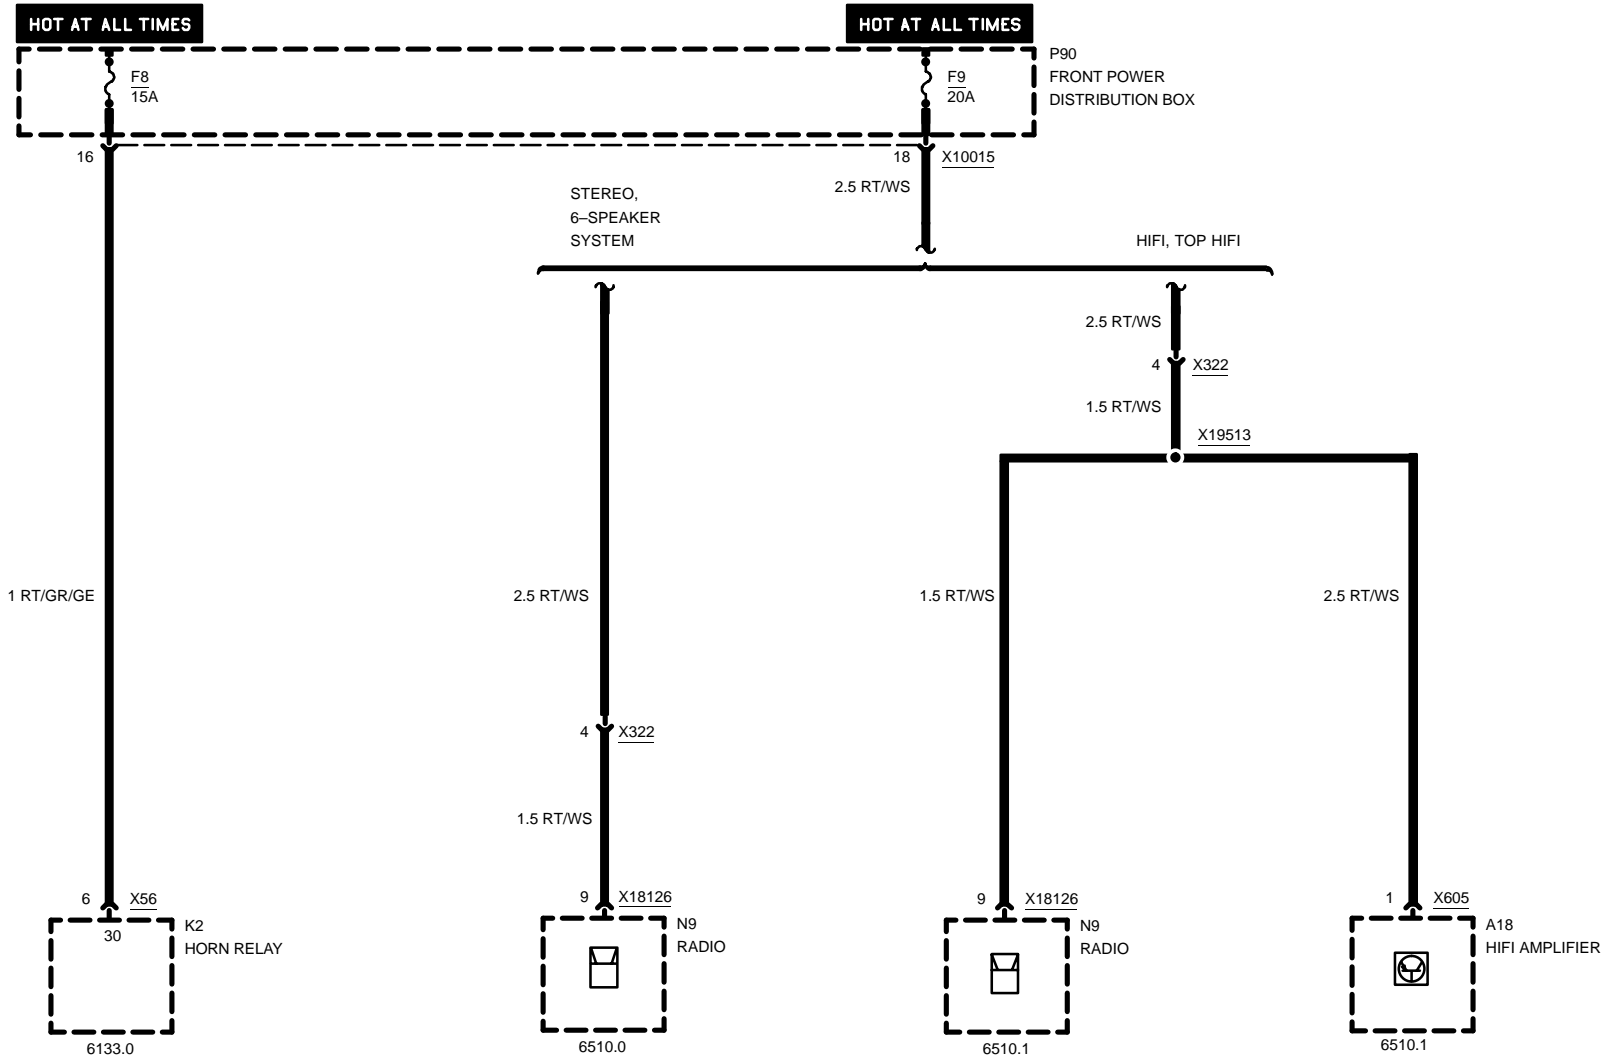 HOT AT ALL TIMES
HOT AT ALL TIMES
F8
15A
F9
20A
P90
FRONT POWER
DISTRIBUTION BOX
16
18
X10015
2.5 RT/WS
STEREO,
6–SPEAKER
SYSTEM
HIFI, TOP HIFI
2.5 RT/WS
4
X322
1.5 RT/WS
X19513
1 RT/GR/GE
2.5 RT/WS
1.5 RT/WS
2.5 RT/WS
4
X322
1.5 RT/WS
6
X56
9
X18126
9
X18126
1
X605
30
K2
HORN RELAY
N9
RADIO
N9
RADIO
A18
HIFI AMPLIFIER
6133.0
6510.0
6510.1
6510.1